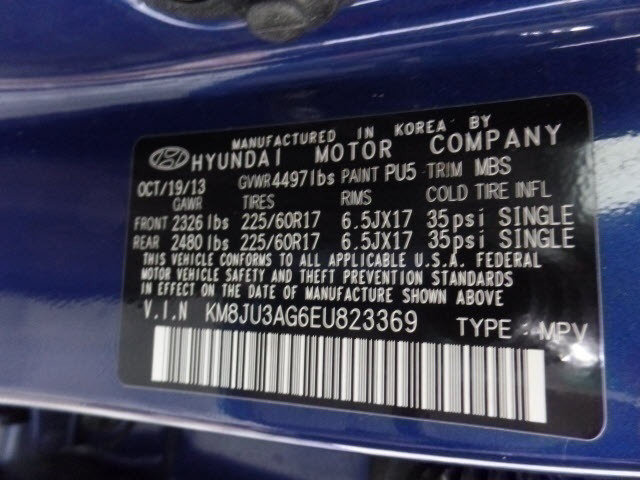 MANUFACTURED IN KOREA BY
HYUNDAI MOTOR COMPANY
OCT/19/13 GVWR 4497lbs PAINT PU5 TRIM MBS
GAWR TIRES RIMS COLD TIRE INFL
FRONT 2326 lbs 225/60R17 6.5JX17 35psi SINGLE
REAR 2480 lbs 225/60R17 6.5JX17 35psi SINGLE
THIS VEHICLE CONFORMS TO ALL APPLICABLE U.S.A. FEDERAL
MOTOR VEHICLE SAFETY AND THEFT PREVENTION STANDARDS
IN EFFECT ON THE DATE OF MANUFACTURE SHOWN ABOVE.
V.I.N KM8JU3AG6EU823369 TYPE : MPV